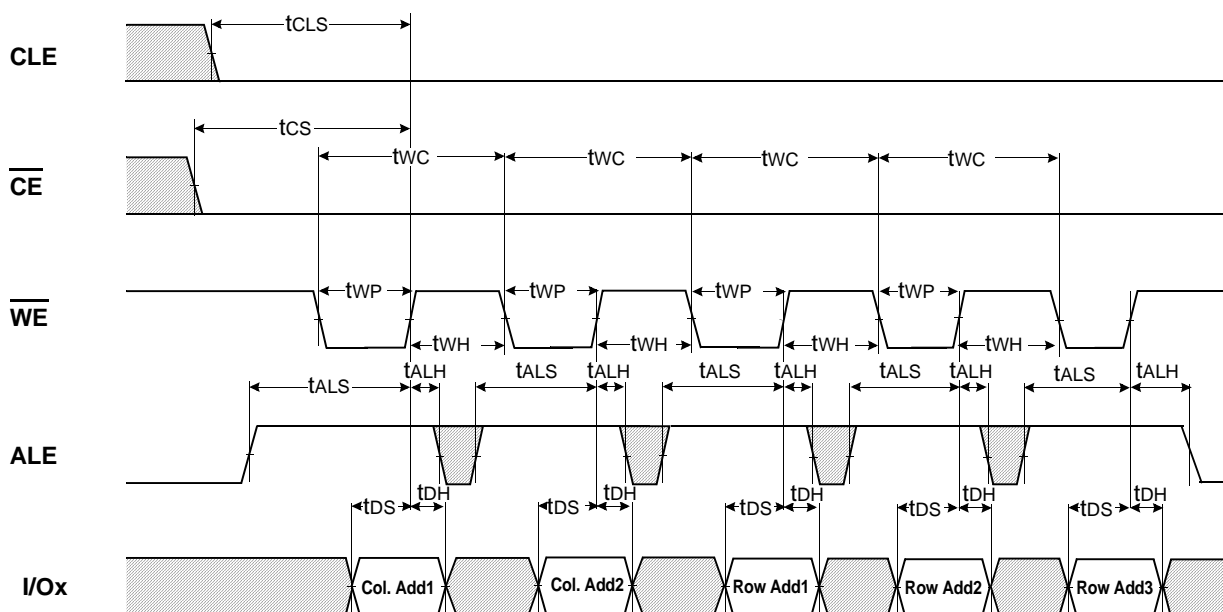 tCLS
CLE
tCS
tWC tWC tWC tWC
CE
tWP tWP tWP tWP
WE
tWH tWH tWH tWH
tALS tALH tALS tALH tALS tALH tALS tALH tALS tALH
ALE
tDS tDH tDS tDH tDS tDH tDS tDH tDS tDH
I/Ox Col. Add1 Col. Add2 Row Add1 Row Add2 Row Add3